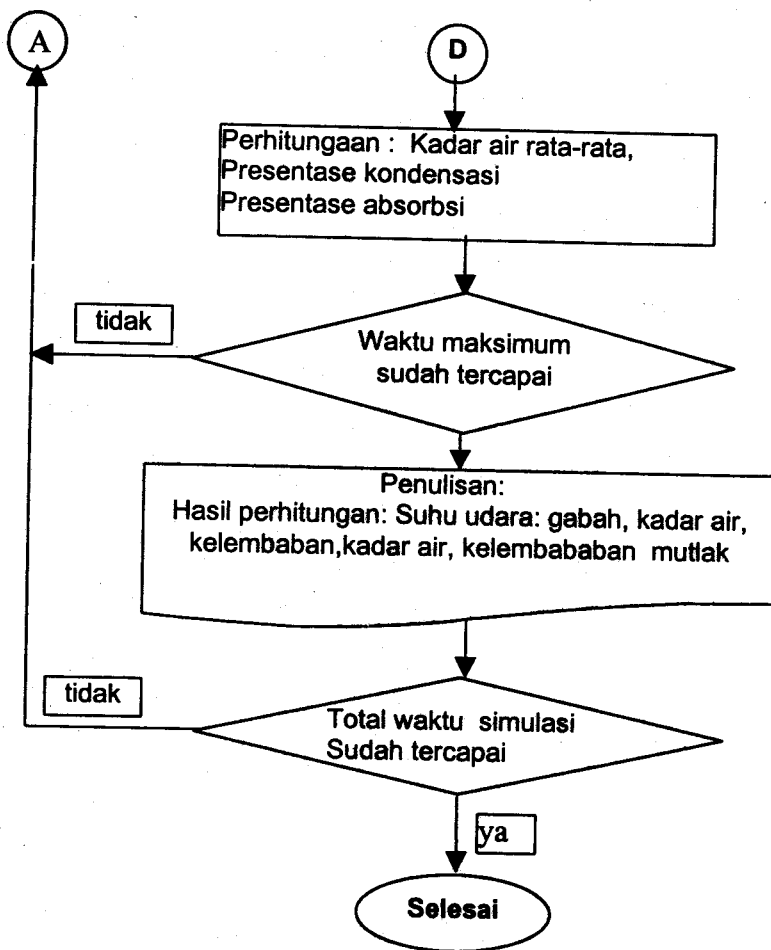 A
D
Perhitungaan : Kadar air rata-rata,
Presentase kondensasi
Presentase absorbsi
tidak
Waktu maksimum
sudah tercapai
Penulisan:
Hasil perhitungan: Suhu udara: gabah, kadar air,
kelembaban,kadar air, kelembababan mutlak
tidak
Total waktu simulasi
Sudah tercapai
ya
Selesai